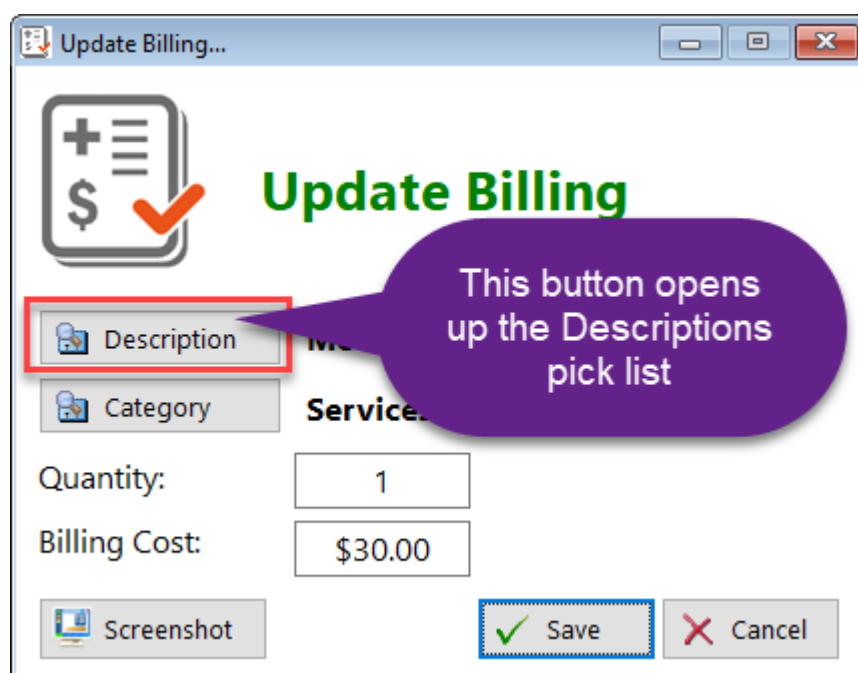 Update Billing...
Update Billing
This button opens
up the Descriptions
pick list
Description
Category
Quantity:
1
Billing Cost:
$30.00
Screenshot
Save
Cancel